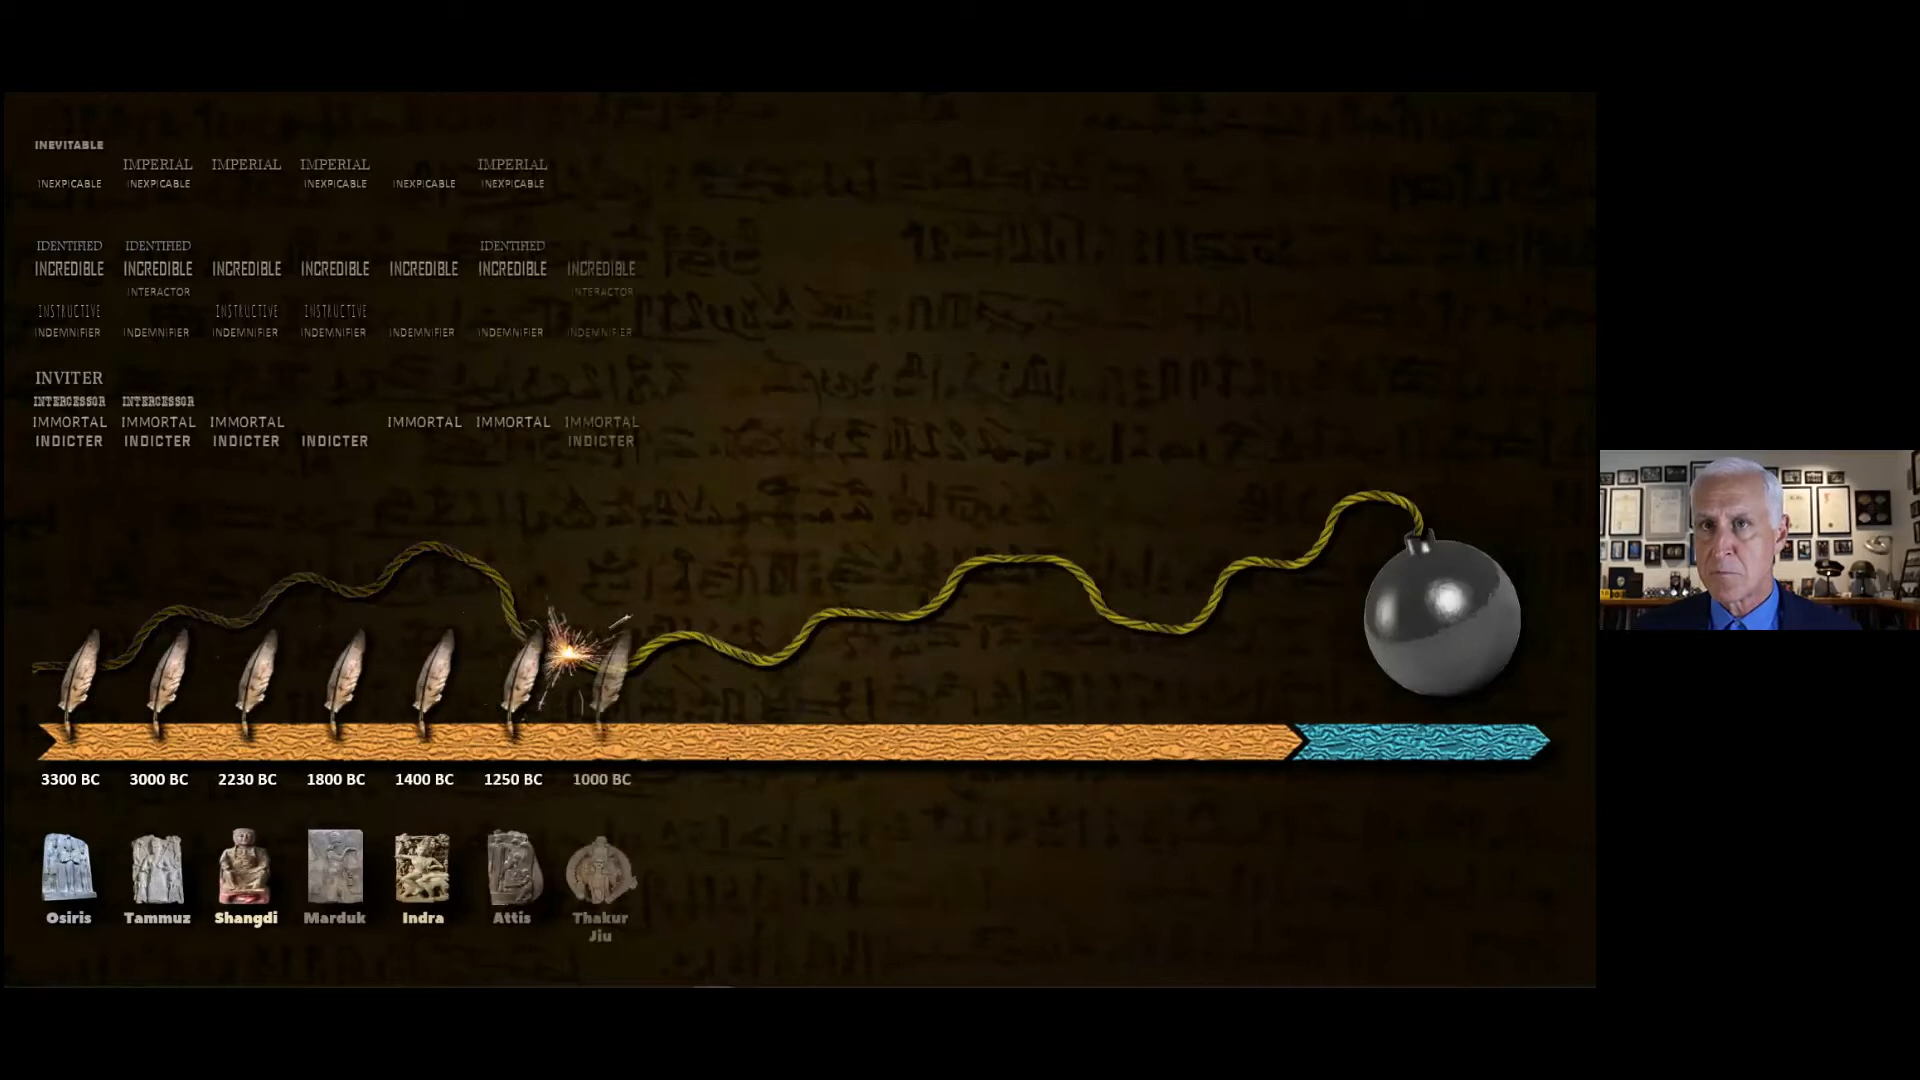 INEVITABLE
IMPERIAL IMPERIAL IMPERIAL IMPERIAL
INEXPICABLE INEXPICABLE INEXPICABLE INEXPICABLE INEXPICABLE
IDENTIFIED IDENTIFIED IDENTIFIED
INCREDIBLE INCREDIBLE INCREDIBLE INCREDIBLE INCREDIBLE INCREDIBLE INCREDIBLE
INTERACTOR INTERACTOR
INSTRUCTIVE INSTRUCTIVE INSTRUCTIVE
INDEMNIFIER INDEMNIFIER INDEMNIFIER INDEMNIFIER INDEMNIFIER INDEMNIFIER INDEMNIFIER
INVITER
INTERCESSOR INTERCESSOR
IMMORTAL IMMORTAL IMMORTAL IMMORTAL IMMORTAL IMMORTAL
INDICTER INDICTER INDICTER INDICTER INDICTER
3300 BC 3000 BC 2230 BC 1800 BC 1400 BC 1250 BC 1000 BC
Osiris Tammuz Shangdi Marduk Indra Attis Thakur
Jiu